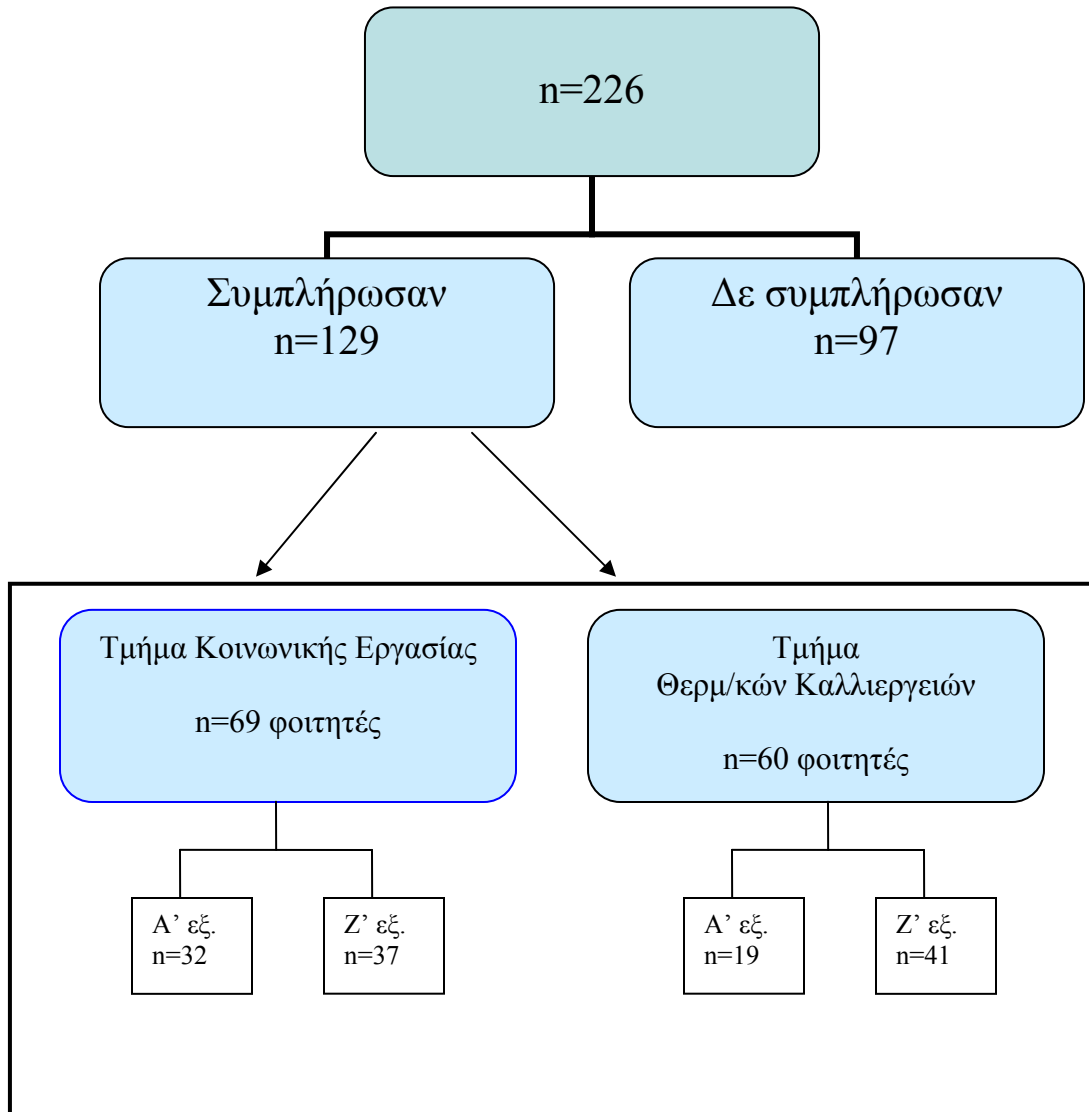 n=226
Συμπλήρωσαν
n=129
Δε συμπλήρωσαν
n=97
Τμήμα Κοινωνικής Εργασίας
n=69 φοιτητές
Τμήμα
Θερμ/κών Καλλιεργειών
n=60 φοιτητές
Α’ εξ.
n=32
Ζ’ εξ.
n=37
Α’ εξ.
n=19
Ζ’ εξ.
n=41